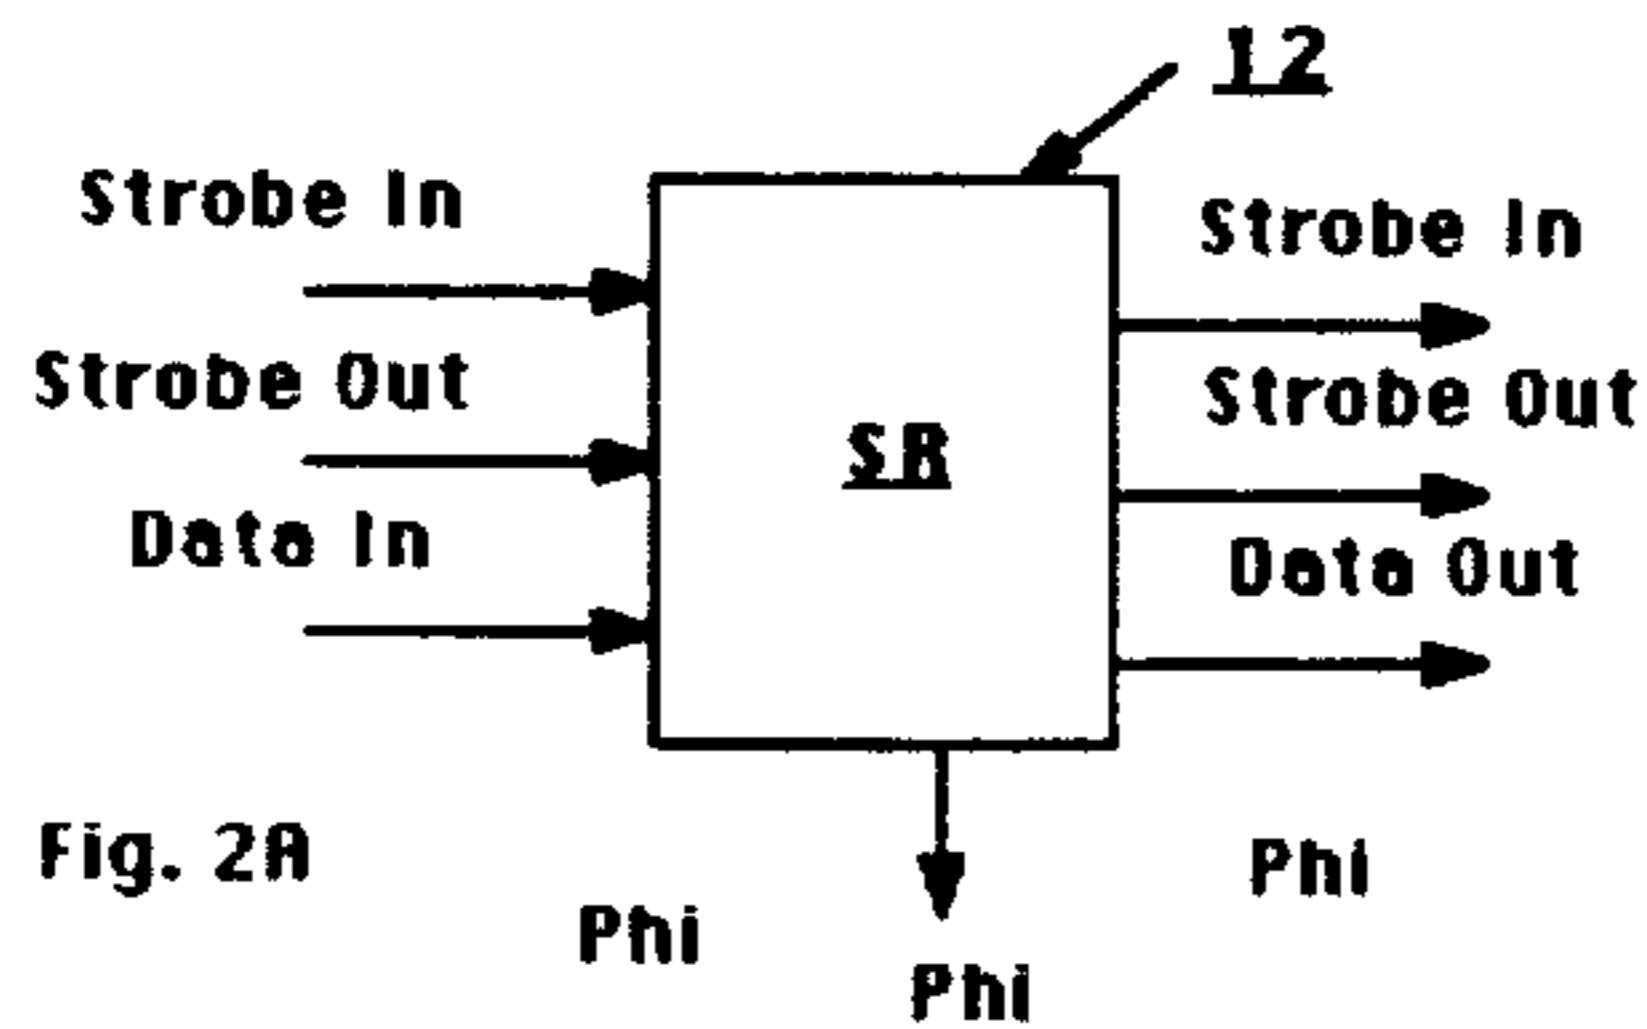 12
Strobe In
Strobe In
Strobe Out
Strobe Out
SR
Data In
Data Out
Fig. 2A
Phi
Phi
Phi